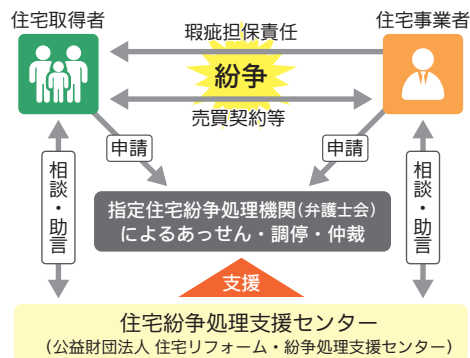 住宅取得者
住宅事業者
瑕疵担保責任
紛争
売買契約等
申請
申請
相談・助言
相談・助言
指定住宅紛争処理機関(弁護士会)
によるあっせん・調停・仲裁
支援
住宅紛争処理支援センター
(公益財団法人 住宅リフォーム・紛争処理支援センター)